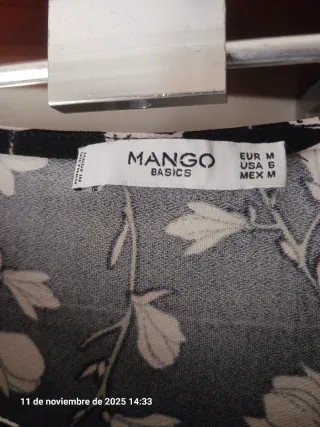 MANGO
BASICS
EUR M
USA 6
MEX M
11 de noviembre de 2025 14:33